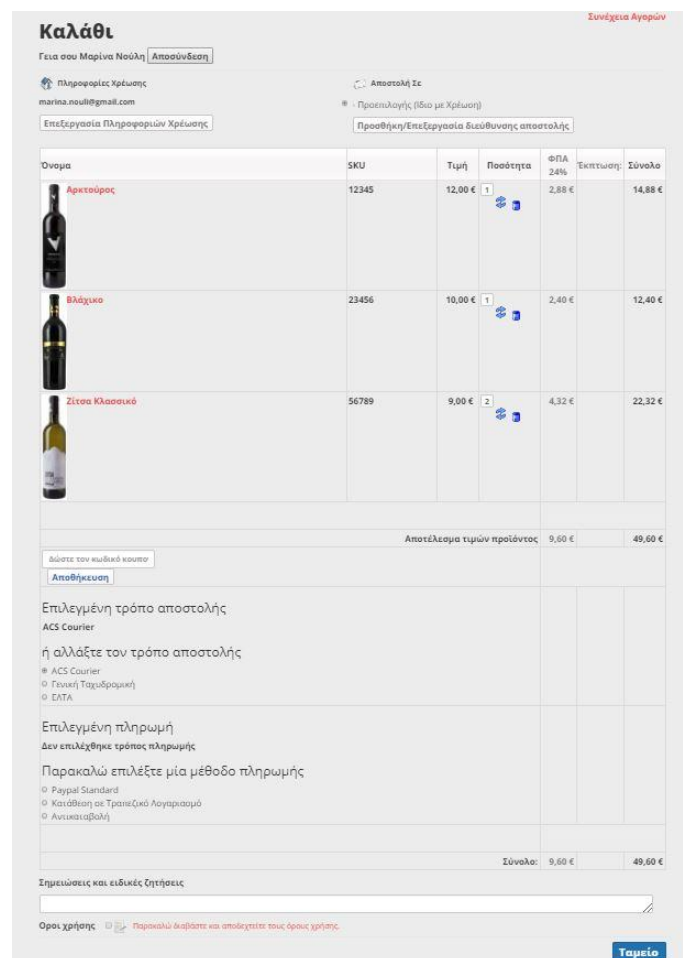 Συνέχεια Αγορών
Καλάθι
Γεια σου Μαρίνα Νούλη Αποσύνδεση
Πληροφορίες Χρέωσης
Αποστολή Σε
marina.nouli@gmail.com
- Προεπιλογής (Ιδιο με Χρέωση)
Επεξεργασία Πληροφοριών Χρέωσης
Προσθήκη/Επεξεργασία διεύθυνσης αποστολής
Όνομα SKU Τιμή Ποσότητα ΦΠΑ 24% Έκπτωση: Σύνολο
Αρκτούρος 12345 12,00 € 1 2,88 € 14,88 €
Βλάχικο 23456 10,00 € 1 2,40 € 12,40 €
Ζίτσα Κλασσικό 56789 9,00 € 2 4,32 € 22,32 €
Αποτέλεσμα τιμών προϊόντος 9,60 € 49,60 €
Δώστε τον κωδικό κουπο
Αποθήκευση
Επιλεγμένη τρόπο αποστολής
ACS Courier
ή αλλάξτε τον τρόπο αποστολής
ACS Courier
Γενική Ταχυδρομική
ΕΛΤΑ
Επιλεγμένη πληρωμή
Δεν επιλέχθηκε τρόπος πληρωμής
Παρακαλώ επιλέξτε μία μέθοδο πληρωμής
Paypal Standard
Κατάθεση σε Τραπεζικό Λογαριασμό
Αντικαταβολή
Σύνολο: 9,60 € 49,60 €
Σημειώσεις και ειδικές ζητήσεις
Οροι χρήσης Παρακαλώ διαβάστε και αποδεχτείτε τους όρους χρήσης.
Ταμείο